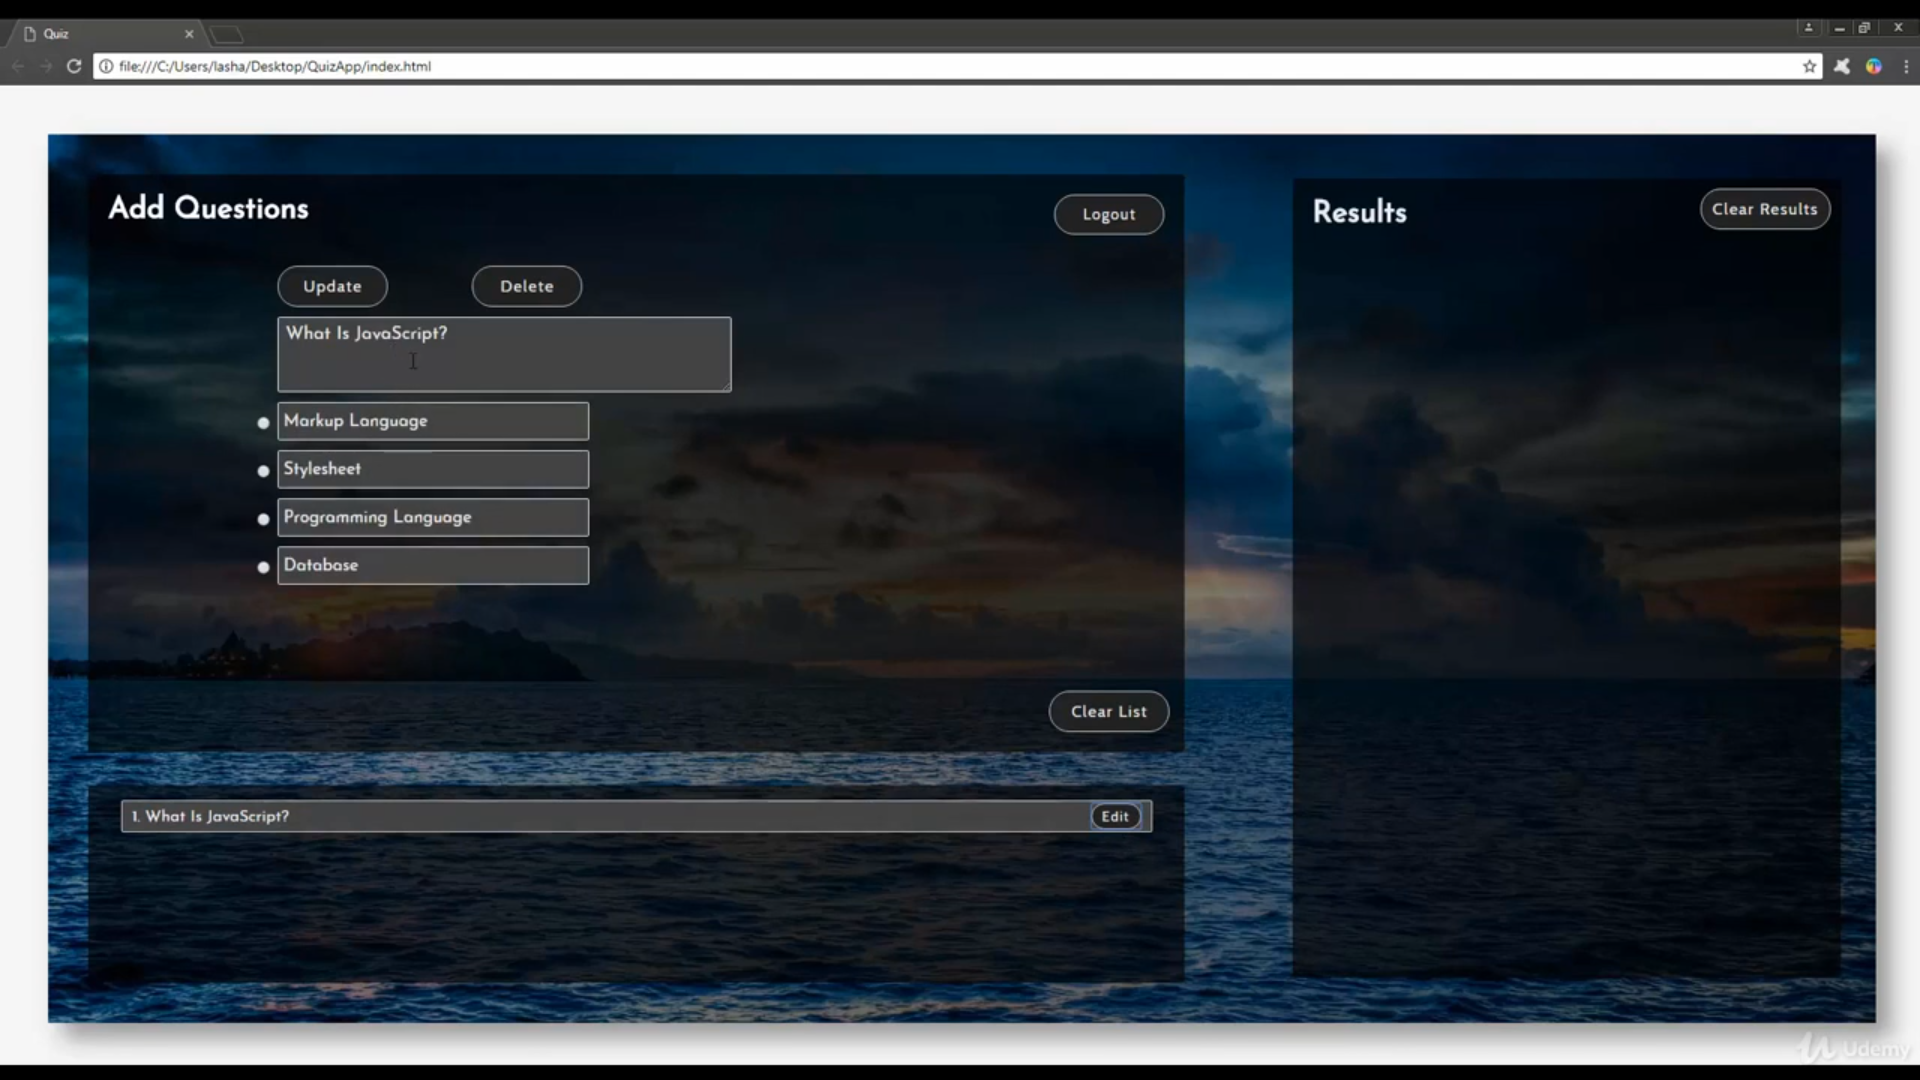 Quiz
file:///C:/Users/lasha/Desktop/QuizApp/index.html
Add Questions
Logout
Results
Clear Results
Update
Delete
What Is JavaScript?
Markup Language
Stylesheet
Programming Language
Database
Clear List
1. What Is JavaScript?
Edit
Udemy